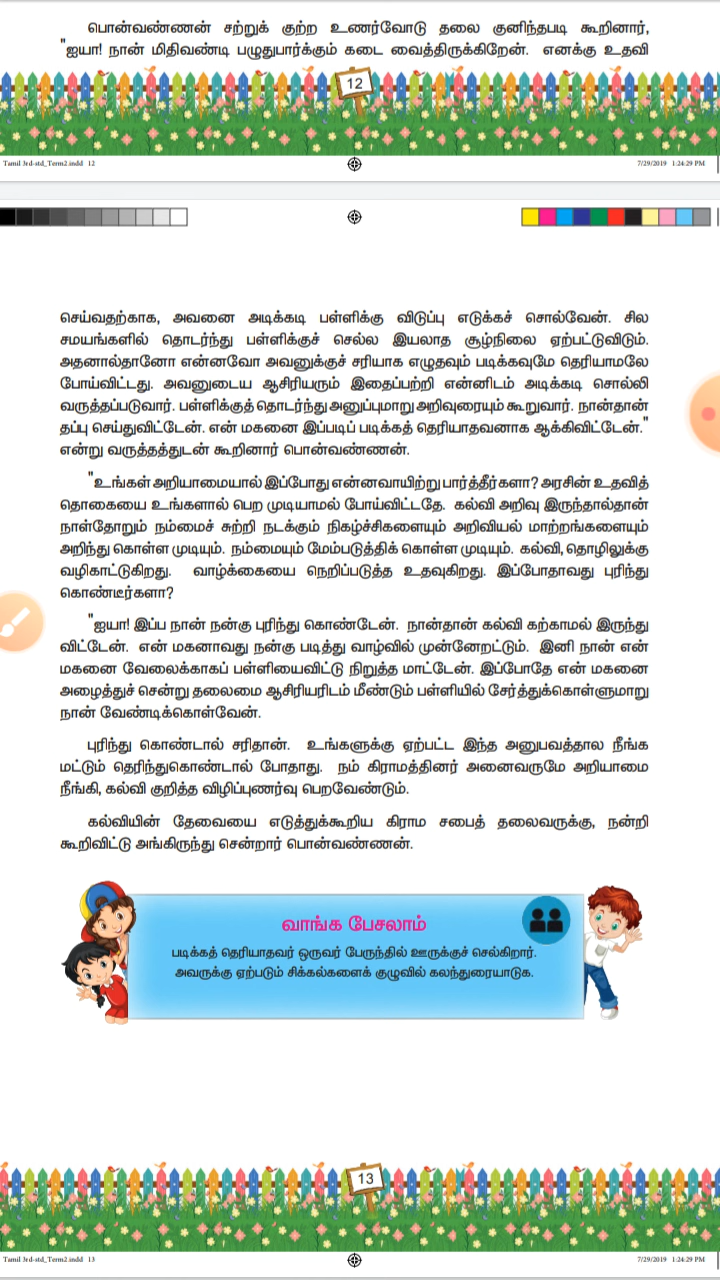 பொன்வண்ணன் சற்றுக் குற்ற உணர்வோடு தலை குனிந்தபடி கூறினார்,
"ஐயா! நான் மிதிவண்டி பழுதுபார்க்கும் கடை வைத்திருக்கிறேன். எனக்கு உதவி
12
Tamil 3rd-std_Term2.indd 12
7/29/2019 1:24:29 PM
செய்வதற்காக, அவனை அடிக்கடி பள்ளிக்கு விடுப்பு எடுக்கச் சொல்வேன். சில
சமயங்களில் தொடர்ந்து பள்ளிக்குச் செல்ல இயலாத சூழ்நிலை ஏற்பட்டுவிடும்.
அதனால்தானோ என்னவோ அவனுக்குச் சரியாக எழுதவும் படிக்கவுமே தெரியாமலே
போய்விட்டது. அவனுடைய ஆசிரியரும் இதைப்பற்றி என்னிடம் அடிக்கடி சொல்லி
வருத்தப்படுவார். பள்ளிக்குத் தொடர்ந்து அனுப்புமாறு அறிவுரையும் கூறுவார். நான்தான்
தப்பு செய்துவிட்டேன். என் மகனை இப்படிப் படிக்கத் தெரியாதவனாக ஆக்கிவிட்டேன்."
என்று வருத்தத்துடன் கூறினார் பொன்வண்ணன்.
"உங்கள் அறியாமையால் இப்போது என்னவாயிற்று பார்த்தீர்களா? அரசின் உதவித்
தொகையை உங்களால் பெற முடியாமல் போய்விட்டதே. கல்வி அறிவு இருந்தால்தான்
நாள்தோறும் நம்மைச் சுற்றி நடக்கும் நிகழ்ச்சிகளையும் அறிவியல் மாற்றங்களையும்
அறிந்து கொள்ள முடியும். நம்மையும் மேம்படுத்திக் கொள்ள முடியும். கல்வி, தொழிலுக்கு
வழிகாட்டுகிறது. வாழ்க்கையை நெறிப்படுத்த உதவுகிறது. இப்போதாவது புரிந்து
கொண்டீர்களா?
"ஐயா! இப்ப நான் நன்கு புரிந்து கொண்டேன். நான்தான் கல்வி கற்காமல் இருந்து
விட்டேன். என் மகனாவது நன்கு படித்து வாழ்வில் முன்னேறட்டும். இனி நான் என்
மகனை வேலைக்காகப் பள்ளியைவிட்டு நிறுத்த மாட்டேன். இப்போதே என் மகனை
அழைத்துச் சென்று தலைமை ஆசிரியரிடம் மீண்டும் பள்ளியில் சேர்த்துக்கொள்ளுமாறு
நான் வேண்டிக்கொள்வேன்.
புரிந்து கொண்டால் சரிதான். உங்களுக்கு ஏற்பட்ட இந்த அனுபவத்தால நீங்க
மட்டும் தெரிந்துகொண்டால் போதாது. நம் கிராமத்தினர் அனைவருமே அறியாமை
நீங்கி, கல்வி குறித்த விழிப்புணர்வு பெறவேண்டும்.
கல்வியின் தேவையை எடுத்துக்கூறிய கிராம சபைத் தலைவருக்கு, நன்றி
கூறிவிட்டு அங்கிருந்து சென்றார் பொன்வண்ணன்.
வாங்க பேசலாம்
படிக்கத் தெரியாதவர் ஒருவர் பேருந்தில் ஊருக்குச் செல்கிறார்.
அவருக்கு ஏற்படும் சிக்கல்களைக் குழுவில் கலந்துரையாடுக.
13
Tamil 3rd-std_Term2.indd 13
7/29/2019 1:24:29 PM